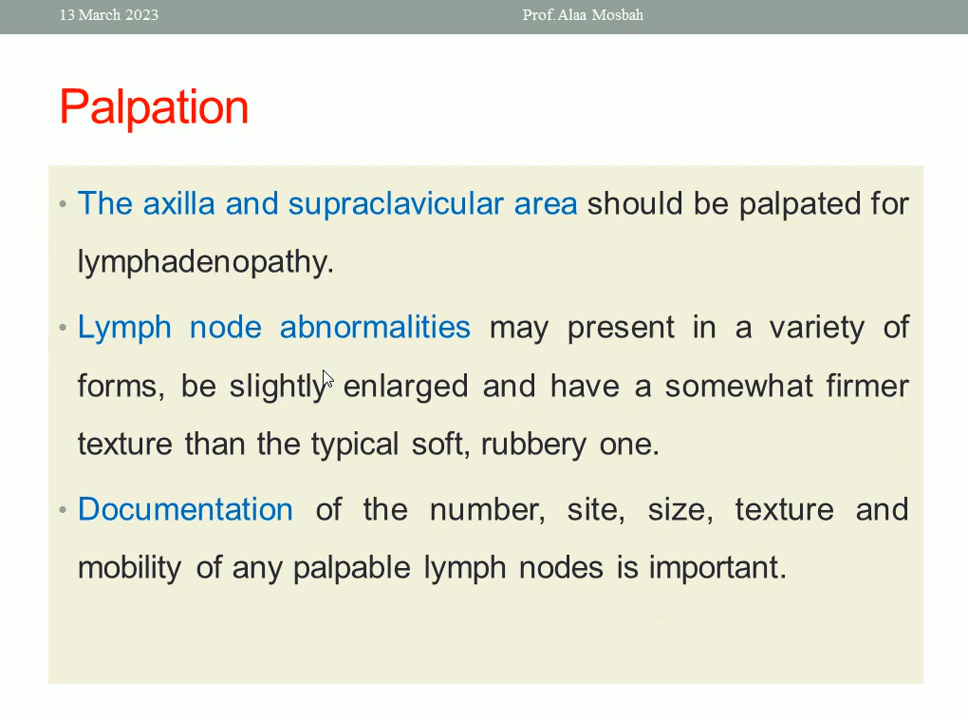 13 March 2023 Prof. Alaa Mosbah
Palpation
• The axilla and supraclavicular area should be palpated for
lymphadenopathy.
• Lymph node abnormalities may present in a variety of
forms, be slightly enlarged and have a somewhat firmer
texture than the typical soft, rubbery one.
• Documentation of the number, site, size, texture and
mobility of any palpable lymph nodes is important.